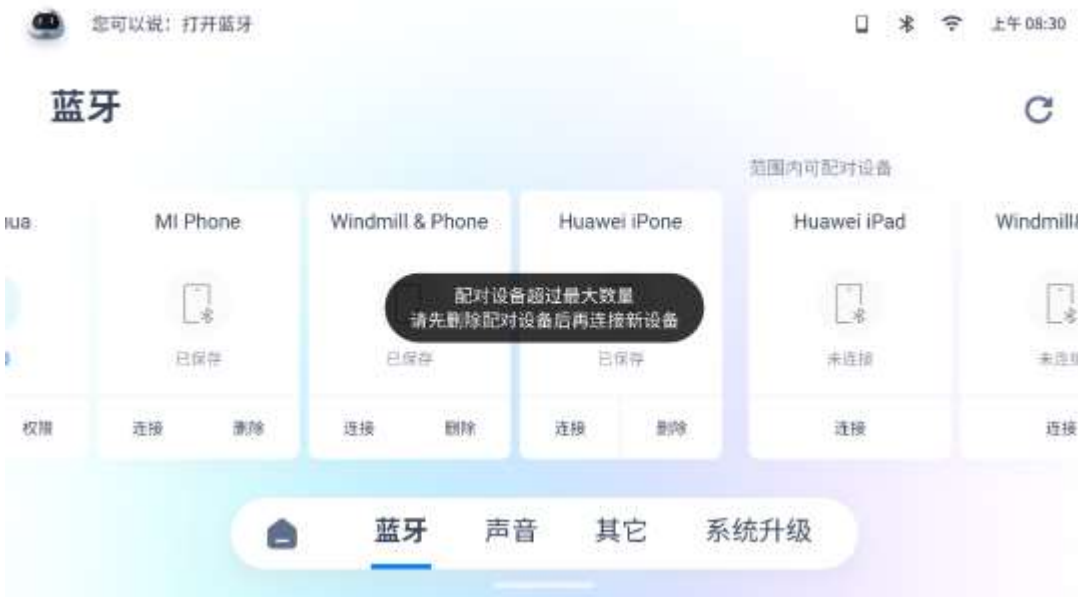 您可以说：打开蓝牙
上午 08:30
蓝牙
范围内可配对设备
MI Phone
Windmill & Phone
Huawei iPone
Huawei iPad
配对设备超过最大数量
请先删除配对设备后再连接新设备
已保存
已保存
已保存
未连接
权限
连接
删除
连接
删除
连接
删除
连接
连接
蓝牙
声音
其它
系统升级